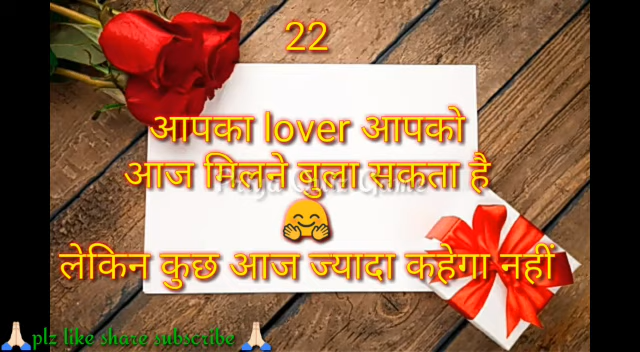 22
आपका lover आपको
आज मिलने बुला सकता है
🤗
लेकिन कुछ आज ज्यादा कहेगा नहीं
🙏🏻plz like share subscribe 🙏🏻